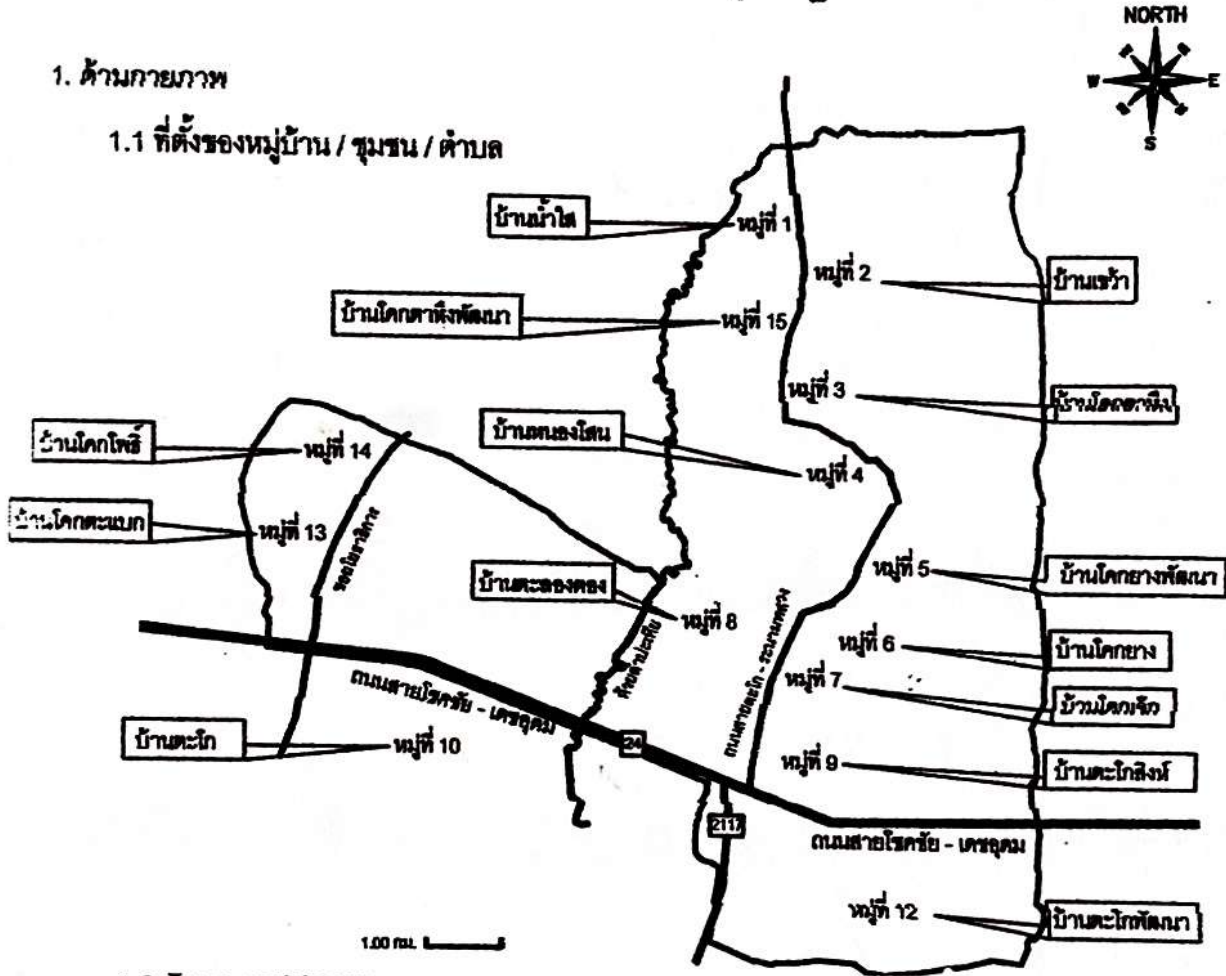 NORTH
W
E
S
1. ด้านกายภาพ
1.1 ที่ตั้งของหมู่บ้าน / ชุมชน / ตำบล
บ้านน้ำใส
หมู่ที่ 1
หมู่ที่ 2
บ้านเขว้า
บ้านโคกตาหึงพัฒนา
หมู่ที่ 15
หมู่ที่ 3
บ้านโคกตาหึง
บ้านหนองโสน
หมู่ที่ 4
บ้านโคกโพธิ์
หมู่ที่ 14
บ้านโคกตะแบก
หมู่ที่ 13
หมู่ที่ 5
บ้านโคกยางพัฒนา
บ้านตะลองตอง
หมู่ที่ 8
หมู่ที่ 6
บ้านโคกยาง
หมู่ที่ 7
ถนนสายโชคชัย - เดชอุดม
บ้านตะโก
หมู่ที่ 10
24
หมู่ที่ 9
บ้านตะโกสิงห์
2117
ถนนสายโชคชัย - เดชอุดม
หมู่ที่ 12
บ้านตะโกพัฒนา
1.00 กม.